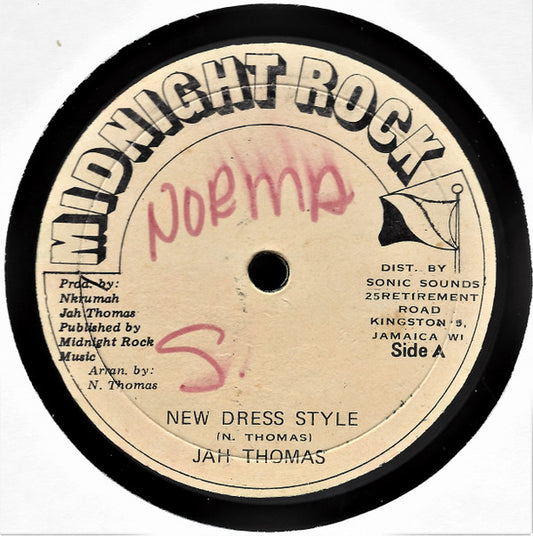 MIDNIGHT ROCK
NORMA
S.
Prod. by:
Nkrumah
Jah Thomas
Published by
Midnight Rock
Music
Arran. by:
N. Thomas
DIST. BY
SONIC SOUNDS
25RETIREMENT
ROAD
KINGSTON 5,
JAMAICA WI
Side A
NEW DRESS STYLE
(N. THOMAS)
JAH THOMAS